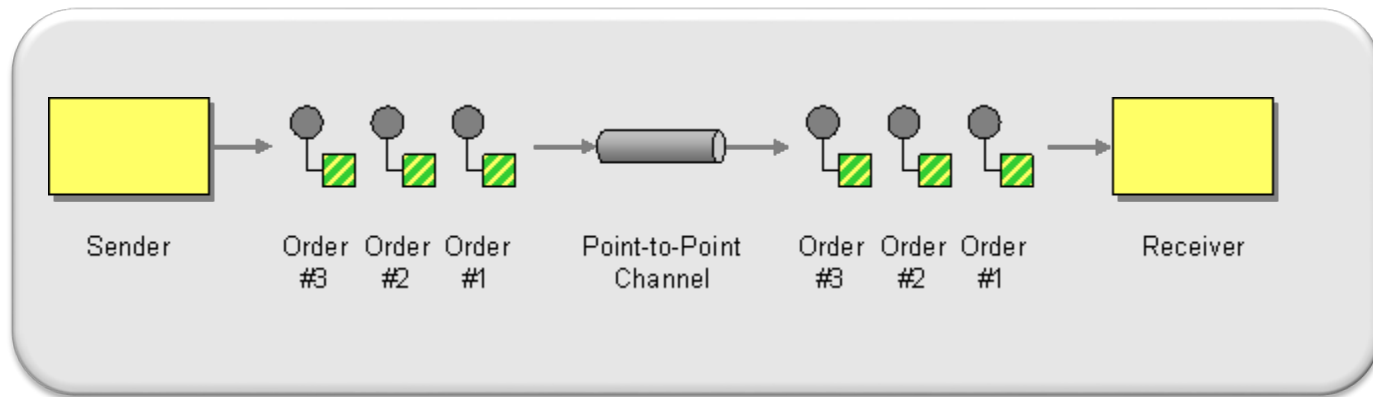 Sender
Order
#3
Order
#2
Order
#1
Point-to-Point
Channel
Order
#3
Order
#2
Order
#1
Receiver